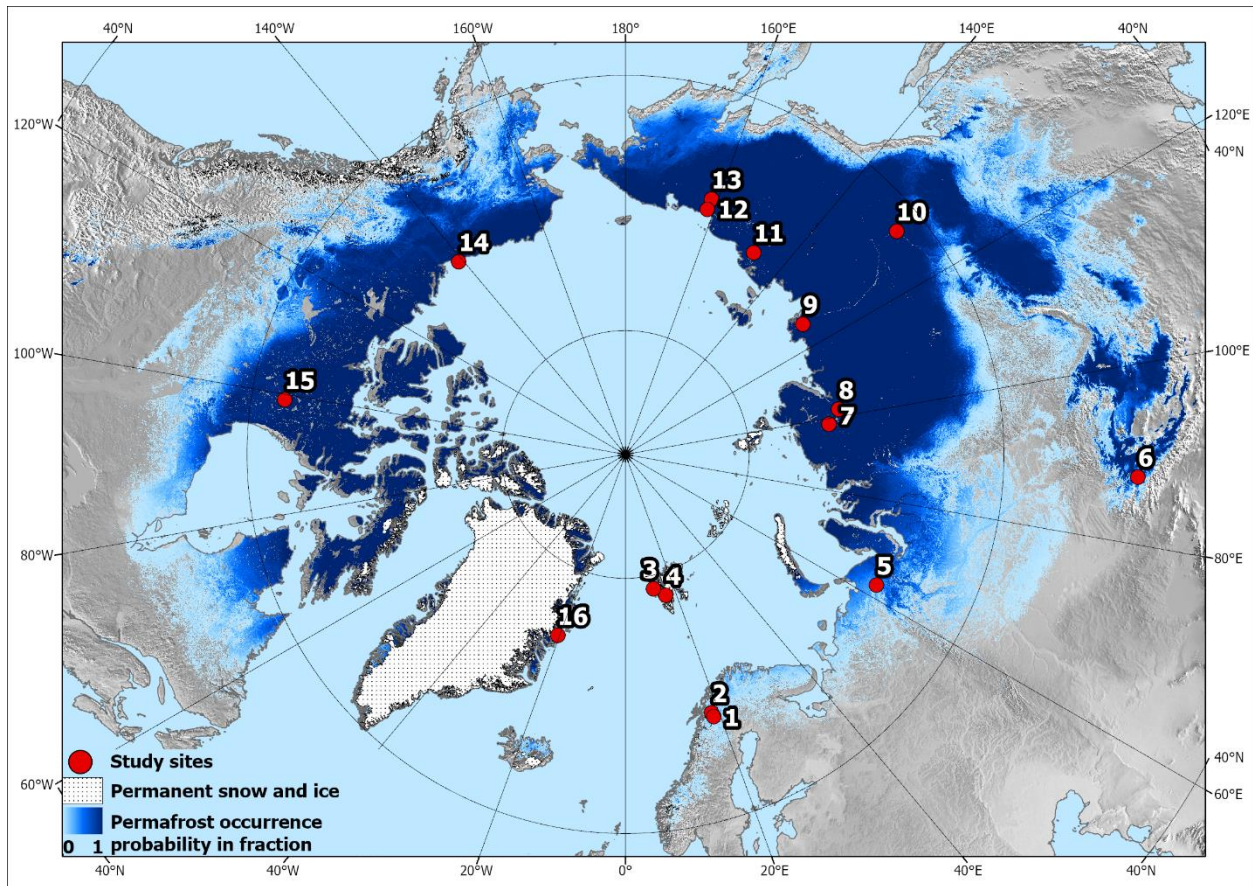 40°N 140°W 160°W 180° 160°E 140°E 40°N
120°W 120°E
40°N
13
12
10
11
14
9
100°W 100°E
15
8
7
6
5
3 4
80°W 80°E
16
2
1
Study sites
Permanent snow and ice
Permafrost occurrence
0 1 probability in fraction
60°W 40°N
60°E
40°N 20°W 0° 20°E 40°E 40°N